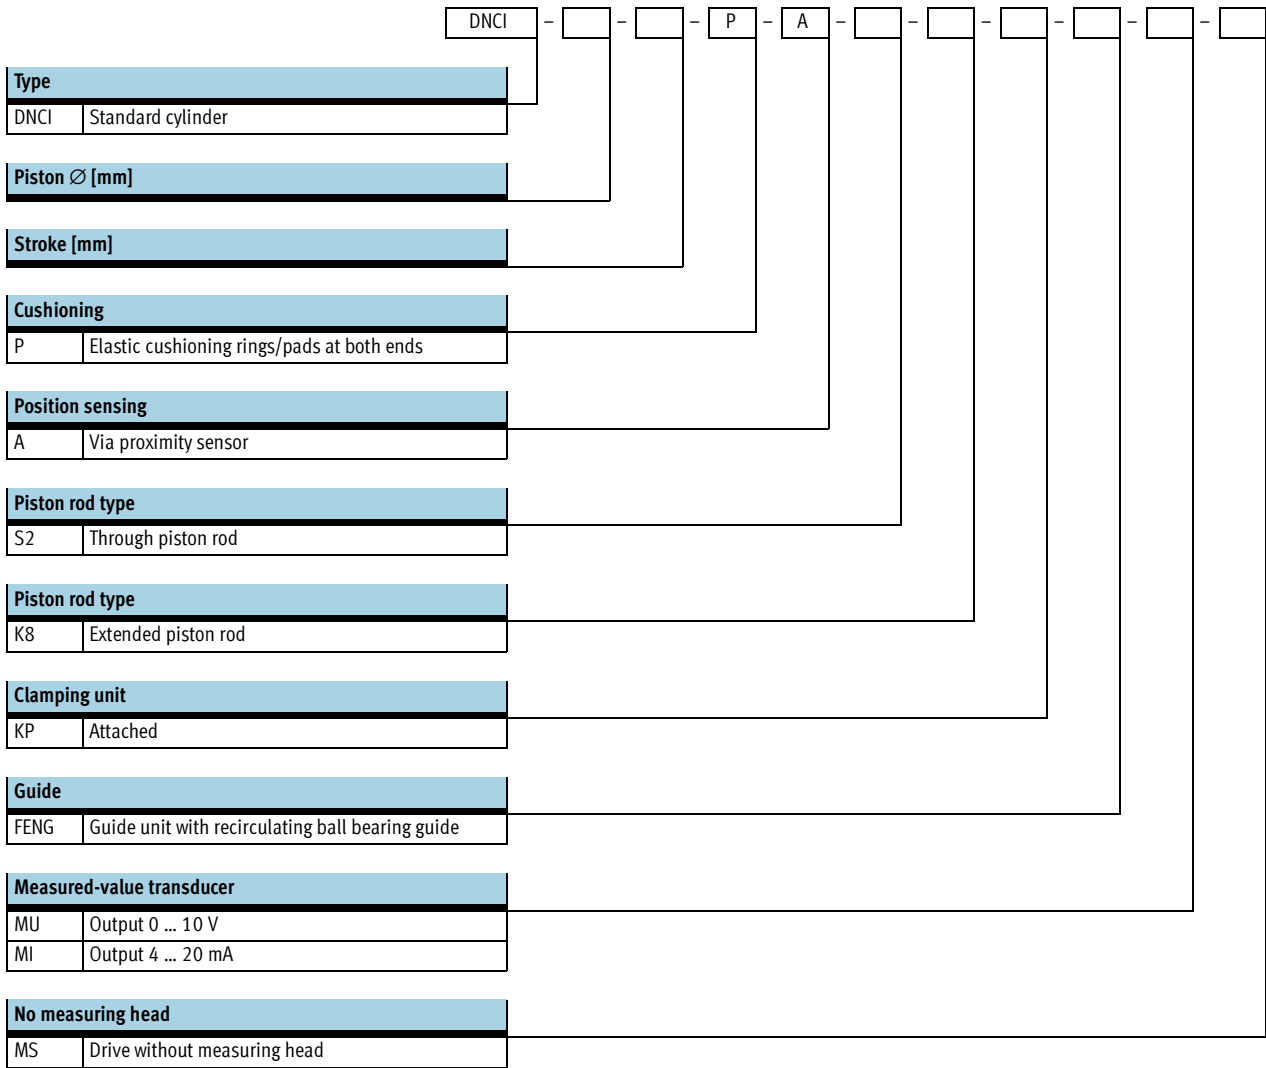 DNCI – – – P – A – – – – – –
Type
DNCI Standard cylinder
Piston ∅ [mm]
Stroke [mm]
Cushioning
P Elastic cushioning rings/pads at both ends
Position sensing
A Via proximity sensor
Piston rod type
S2 Through piston rod
Piston rod type
K8 Extended piston rod
Clamping unit
KP Attached
Guide
FENG Guide unit with recirculating ball bearing guide
Measured-value transducer
MU Output 0 ... 10 V
MI Output 4 ... 20 mA
No measuring head
MS Drive without measuring head